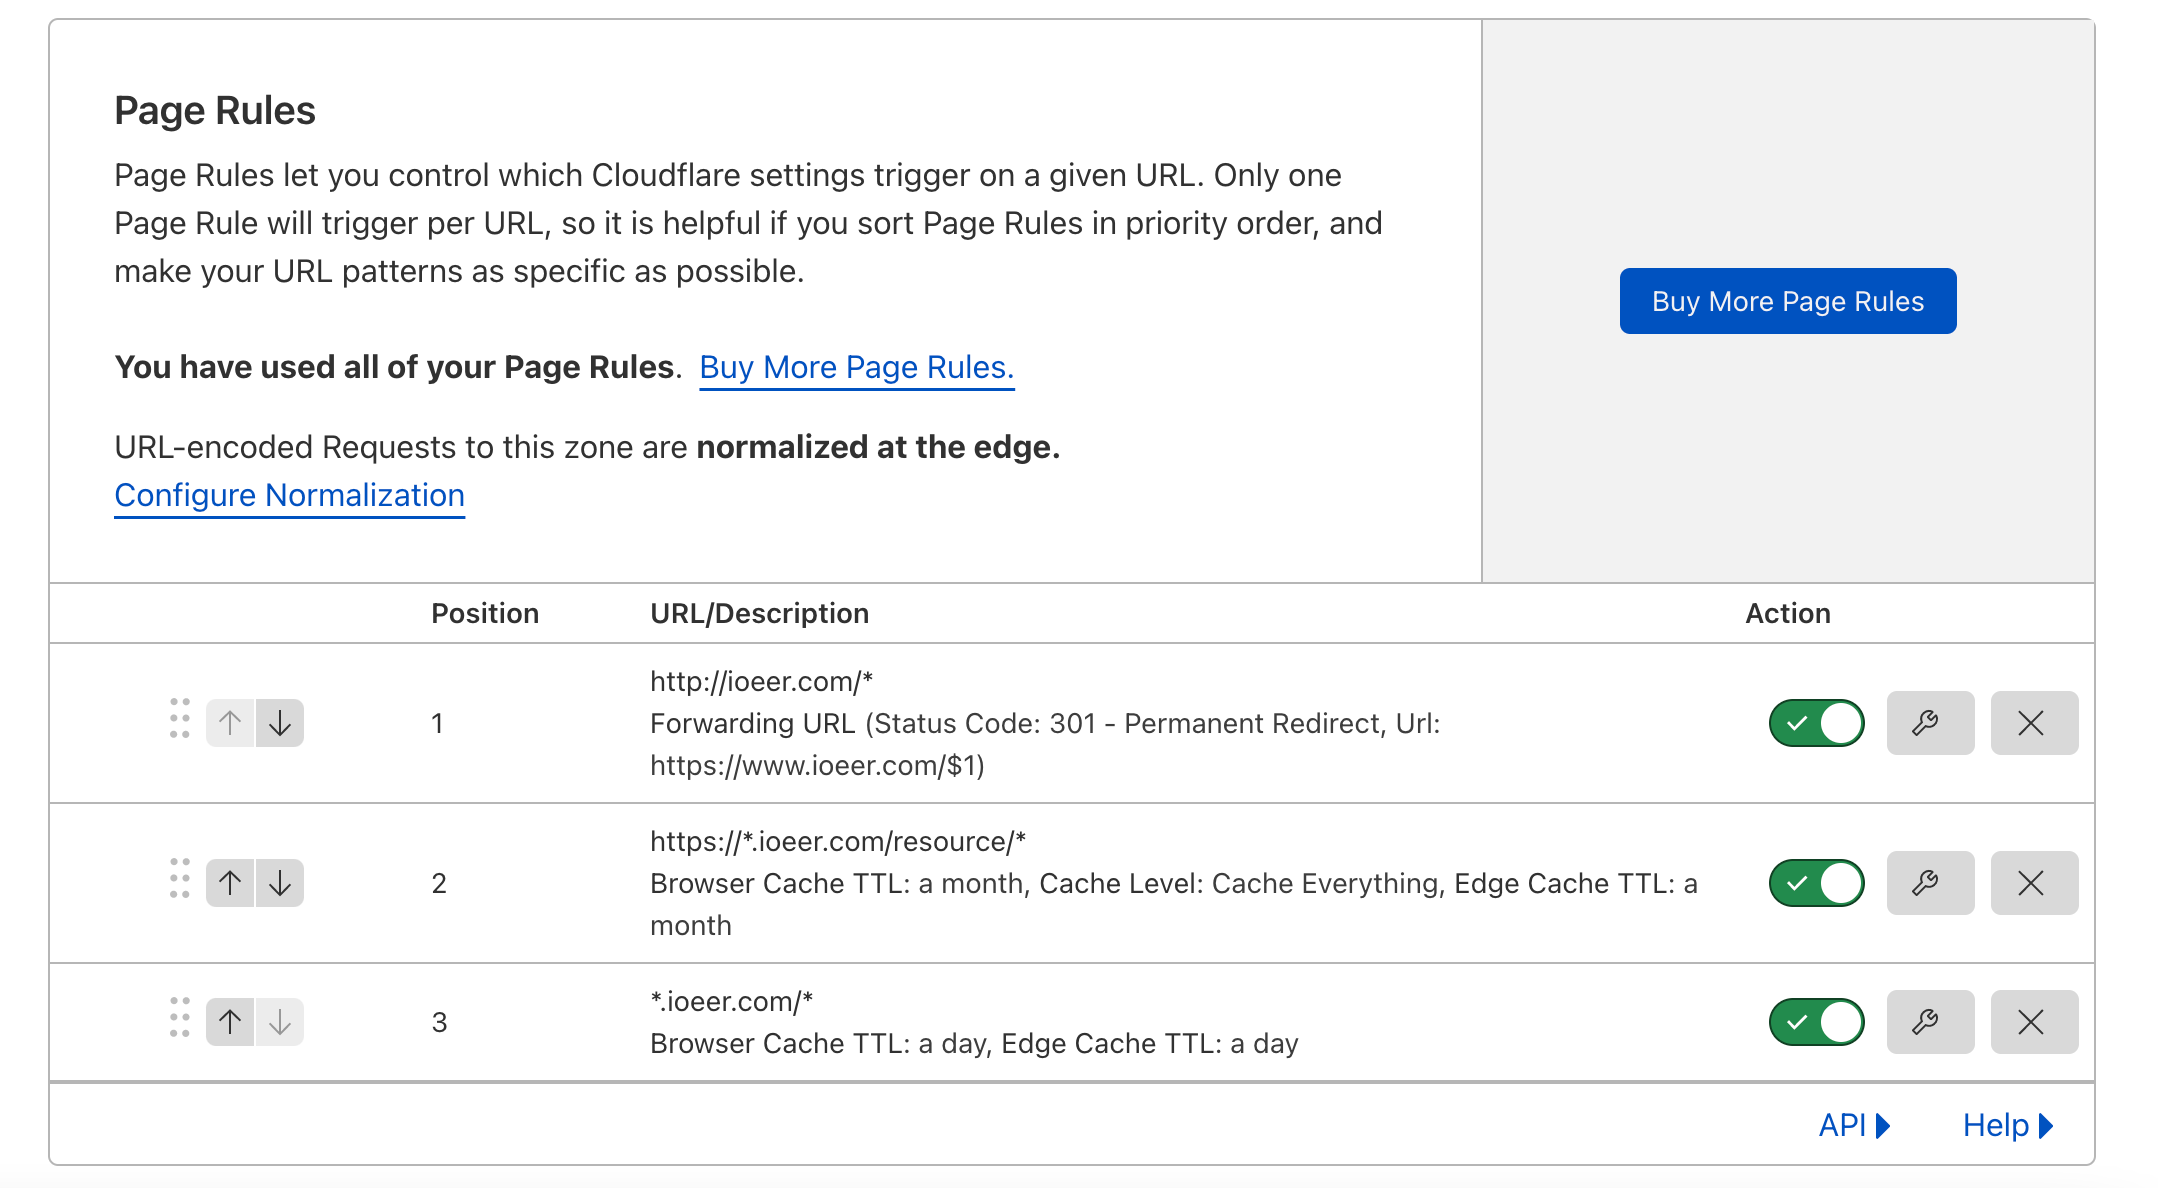 Page Rules
Page Rules let you control which Cloudflare settings trigger on a given URL. Only one
Page Rule will trigger per URL, so it is helpful if you sort Page Rules in priority order, and
make your URL patterns as specific as possible.
You have used all of your Page Rules. Buy More Page Rules.
URL-encoded Requests to this zone are normalized at the edge.
Configure Normalization
Buy More Page Rules
Position URL/Description Action
1
http://ioeer.com/*
Forwarding URL (Status Code: 301 - Permanent Redirect, Url:
https://www.ioeer.com/$1)
2
https://*.ioeer.com/resource/*
Browser Cache TTL: a month, Cache Level: Cache Everything, Edge Cache TTL: a
month
3
*.ioeer.com/*
Browser Cache TTL: a day, Edge Cache TTL: a day
API Help